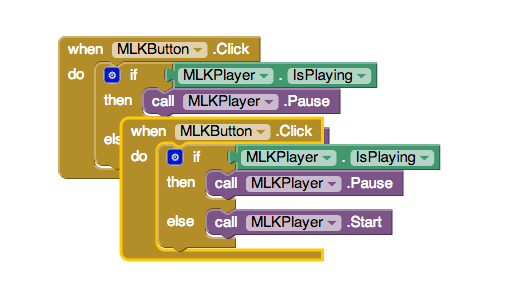 when MLKButton .Click
do if MLKPlayer . IsPlaying
then call MLKPlayer .Pause
els
when MLKButton .Click
do if MLKPlayer . IsPlaying
then call MLKPlayer .Pause
else call MLKPlayer .Start